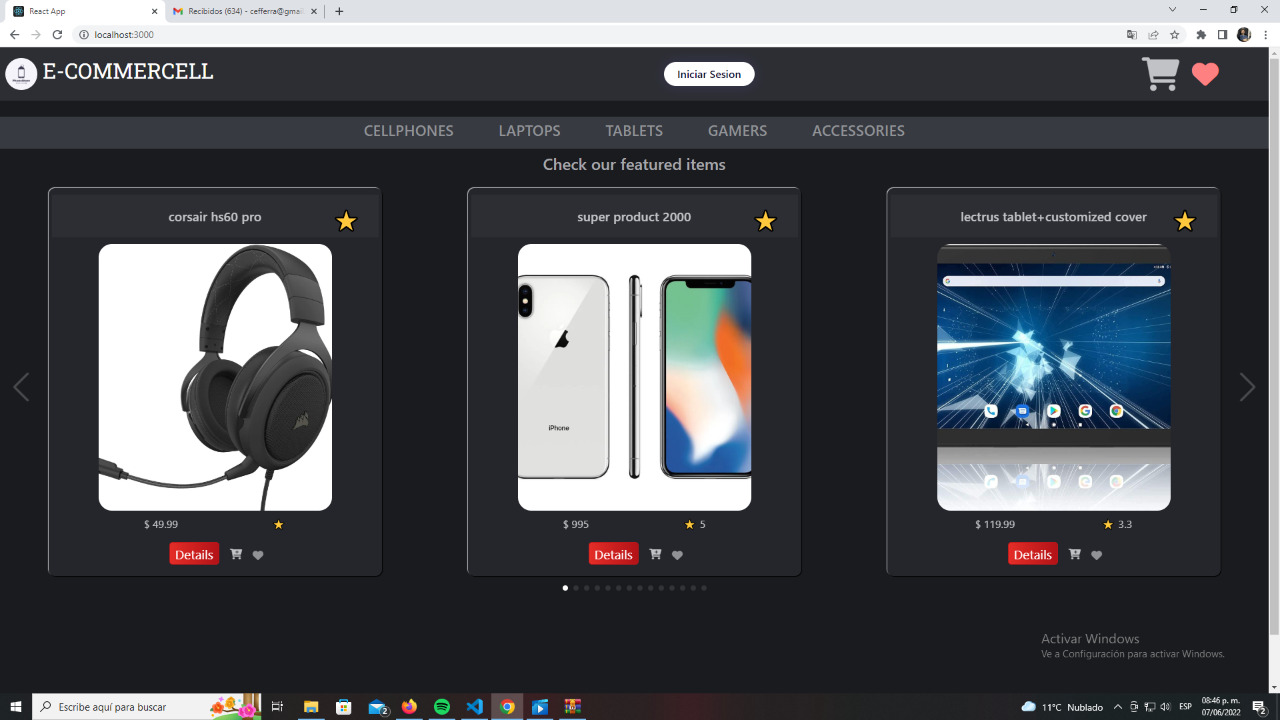 React App
Recibidos (634) - cefferra@gmai
localhost:3000
E-COMMERCELL
Iniciar Sesion
CELLPHONES LAPTOPS TABLETS GAMERS ACCESSORIES
Check our featured items
corsair hs60 pro
super product 2000
lectrus tablet+customized cover
iPhone
$ 49.99
$ 995 5
$ 119.99 3.3
Details
Details
Details
Activar Windows
Ve a Configuración para activar Windows.
Escribe aquí para buscar
2
11°C Nublado
ESP
08:46 p. m.
07/06/2022
2